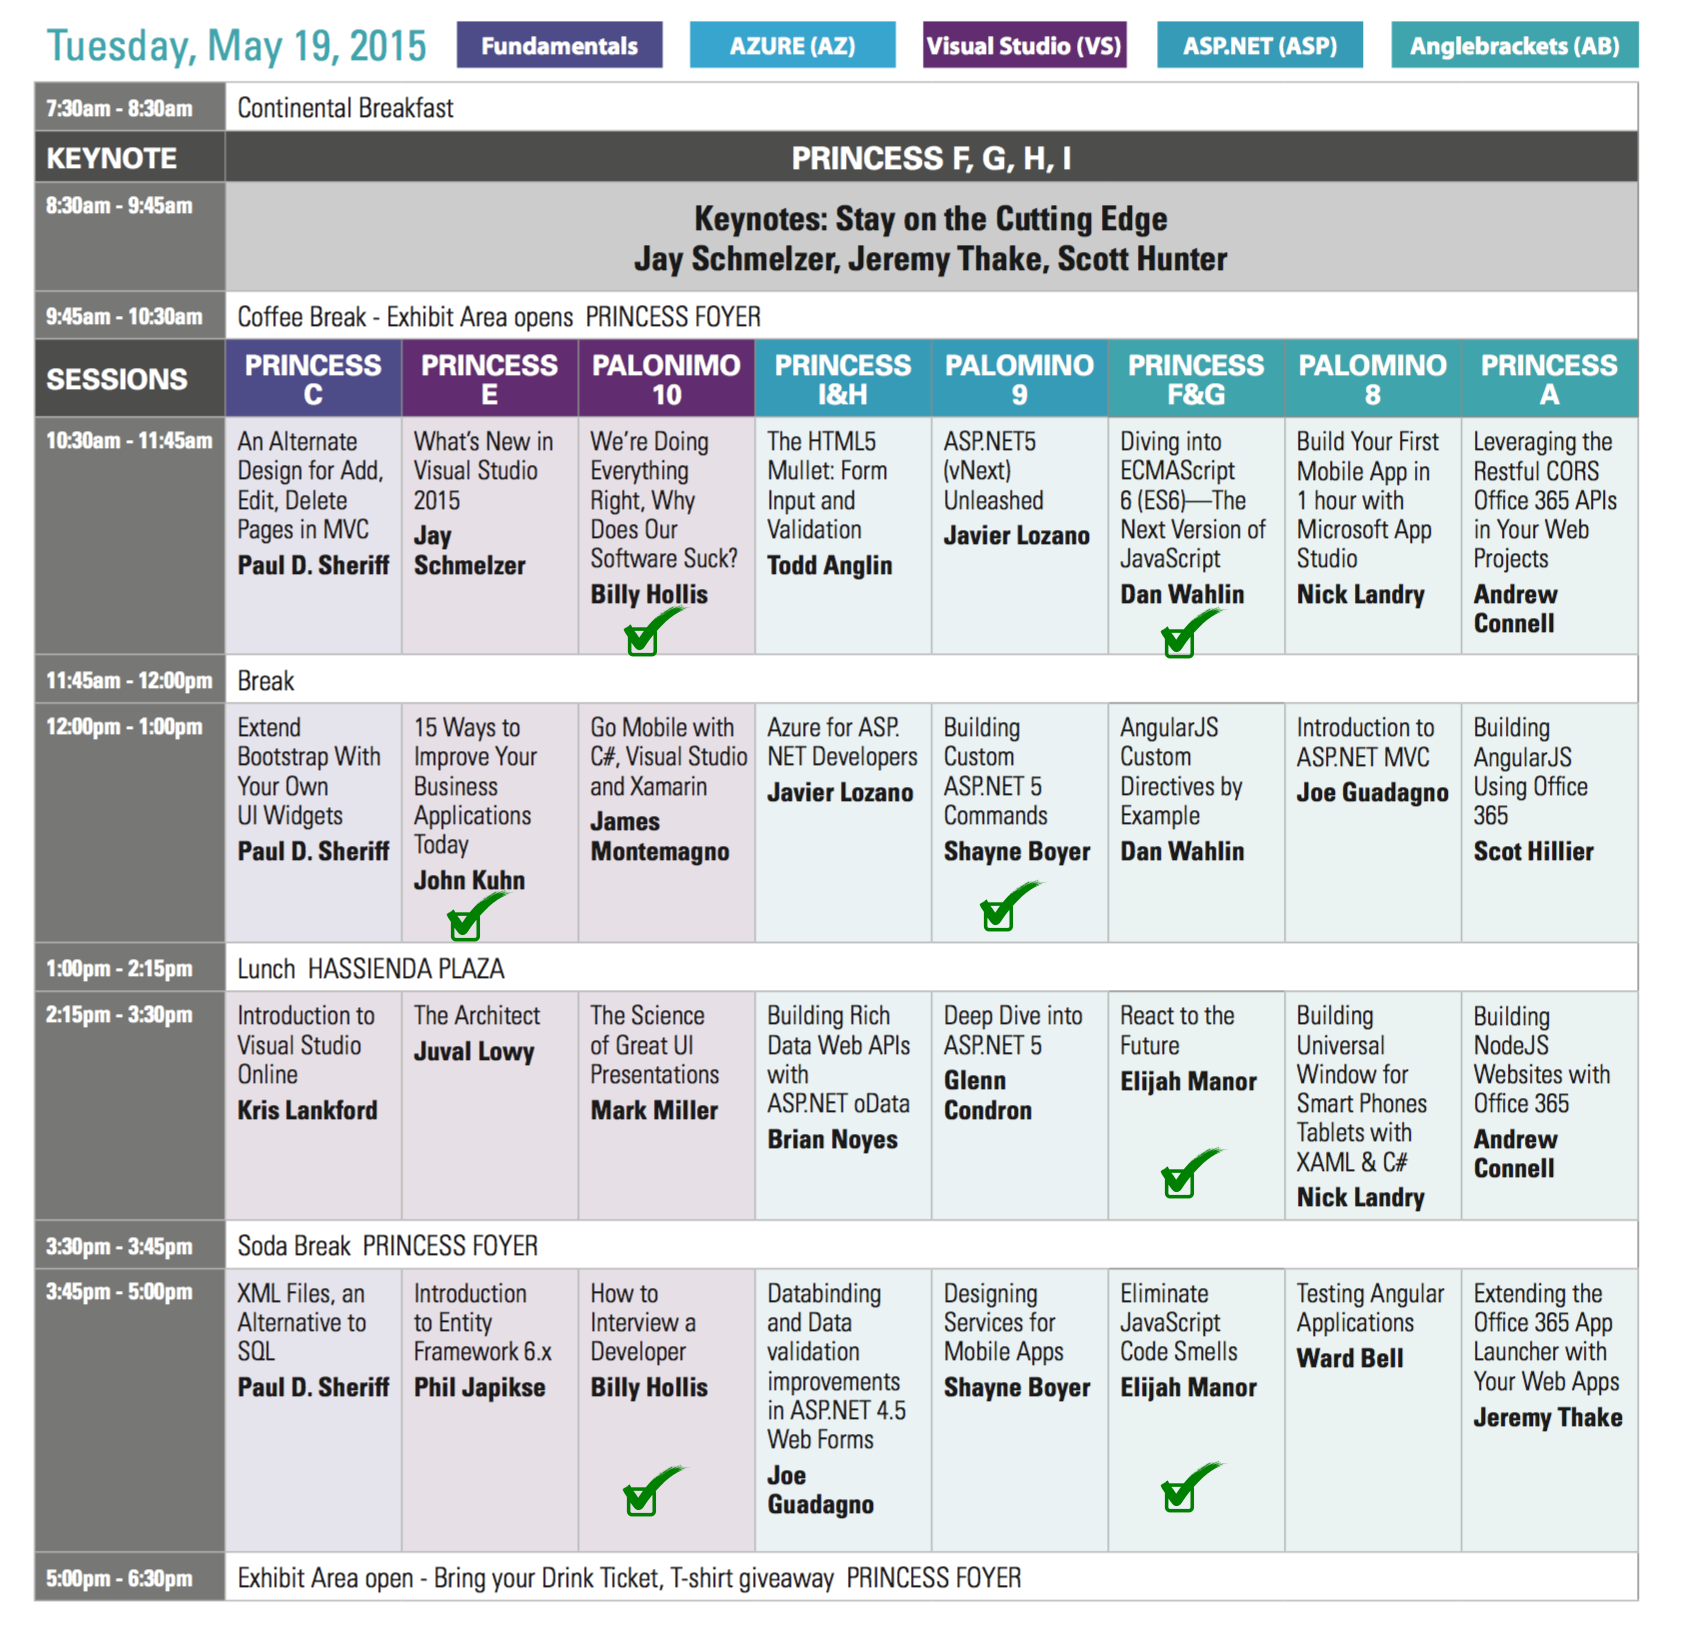 Tuesday, May 19, 2015
Fundamentals
AZURE (AZ)
Visual Studio (VS)
ASP.NET (ASP)
Anglebrackets (AB)
7:30am - 8:30am
Continental Breakfast
KEYNOTE
PRINCESS F, G, H, I
8:30am - 9:45am
Keynotes: Stay on the Cutting Edge
Jay Schmelzer, Jeremy Thake, Scott Hunter
9:45am - 10:30am
Coffee Break - Exhibit Area opens PRINCESS FOYER
SESSIONS
PRINCESS
C
PRINCESS
E
PALONIMO
10
PRINCESS
I&H
PALOMINO
9
PRINCESS
F&G
PALOMINO
8
PRINCESS
A
10:30am - 11:45am
An Alternate
Design for Add,
Edit, Delete
Pages in MVC
Paul D. Sheriff
What's New in
Visual Studio
2015
Jay
Schmelzer
We're Doing
Everything
Right, Why
Does Our
Software Suck?
Billy Hollis
The HTML5
Mullet: Form
Input and
Validation
Todd Anglin
ASP.NET5
(vNext)
Unleashed
Javier Lozano
Diving into
ECMAScript
6 (ES6)—The
Next Version of
JavaScript
Dan Wahlin
Build Your First
Mobile App in
1 hour with
Microsoft App
Studio
Nick Landry
Leveraging the
Restful CORS
Office 365 APIs
in Your Web
Projects
Andrew
Connell
11:45am - 12:00pm
Break
12:00pm - 1:00pm
Extend
Bootstrap With
Your Own
UI Widgets
Paul D. Sheriff
15 Ways to
Improve Your
Business
Applications
Today
John Kuhn
Go Mobile with
C#, Visual Studio
and Xamarin
James
Montemagno
Azure for ASP.
NET Developers
Javier Lozano
Building
Custom
ASP.NET 5
Commands
Shayne Boyer
AngularJS
Custom
Directives by
Example
Dan Wahlin
Introduction to
ASP.NET MVC
Joe Guadagno
Building
AngularJS
Using Office
365
Scot Hillier
1:00pm - 2:15pm
Lunch HASSIENDA PLAZA
2:15pm - 3:30pm
Introduction to
Visual Studio
Online
Kris Lankford
The Architect
Juval Lowy
The Science
of Great UI
Presentations
Mark Miller
Building Rich
Data Web APIs
with
ASP.NET oData
Brian Noyes
Deep Dive into
ASP.NET 5
Glenn
Condron
React to the
Future
Elijah Manor
Building
Universal
Window for
Smart Phones
Tablets with
XAML & C#
Nick Landry
Building
NodeJS
Websites with
Office 365
Andrew
Connell
3:30pm - 3:45pm
Soda Break PRINCESS FOYER
3:45pm - 5:00pm
XML Files, an
Alternative to
SQL
Paul D. Sheriff
Introduction
to Entity
Framework 6.x
Phil Japikse
How to
Interview a
Developer
Billy Hollis
Databinding
and Data
validation
improvements
in ASP.NET 4.5
Web Forms
Joe
Guadagno
Designing
Services for
Mobile Apps
Shayne Boyer
Eliminate
JavaScript
Code Smells
Elijah Manor
Testing Angular
Applications
Ward Bell
Extending the
Office 365 App
Launcher with
Your Web Apps
Jeremy Thake
5:00pm - 6:30pm
Exhibit Area open - Bring your Drink Ticket, T-shirt giveaway PRINCESS FOYER